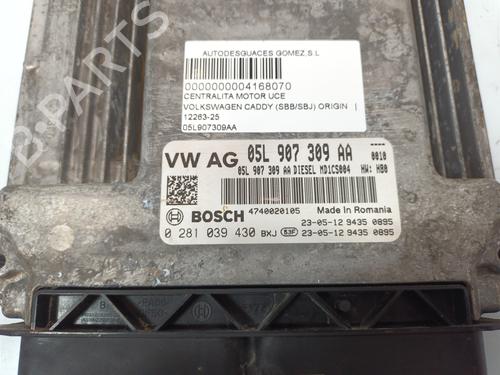 AUTODESGUACES GOMEZ,S.L
0000000004168070
CENTRALITA MOTOR UCE
VOLKSWAGEN CADDY (SBB/SBJ) ORIGIN |
12263-25
05L907309AA
VW AG 05L 907 309 AA 0010
05L 907 309 AA DIESEL MD1CS004 HW: H80
BOSCH 4740020105 Made in Romania
23-05-12 9435 0895
0 281 039 430 BXJ S3F 23-05-12 9435 0895